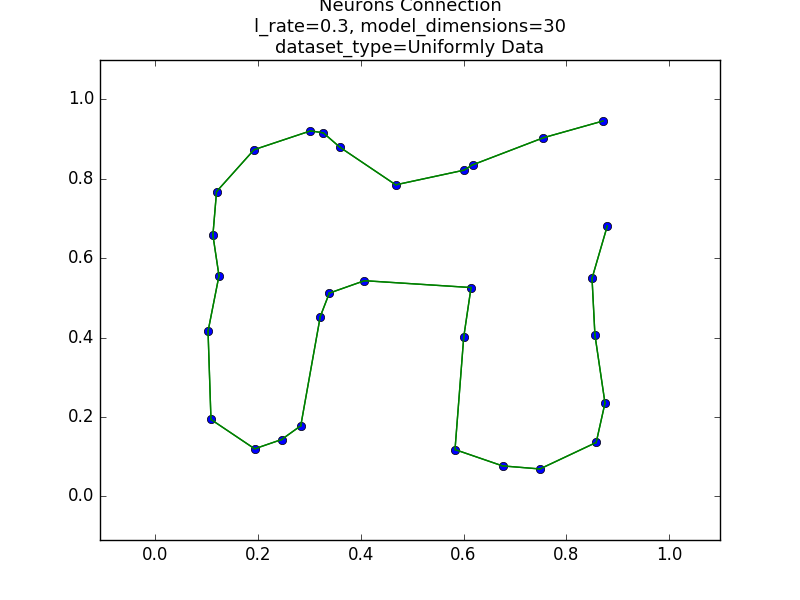 Neurons Connection
l_rate=0.3, model_dimensions=30
dataset_type=Uniformly Data
1.0
0.8
0.6
0.4
0.2
0.0
0.0 0.2 0.4 0.6 0.8 1.0